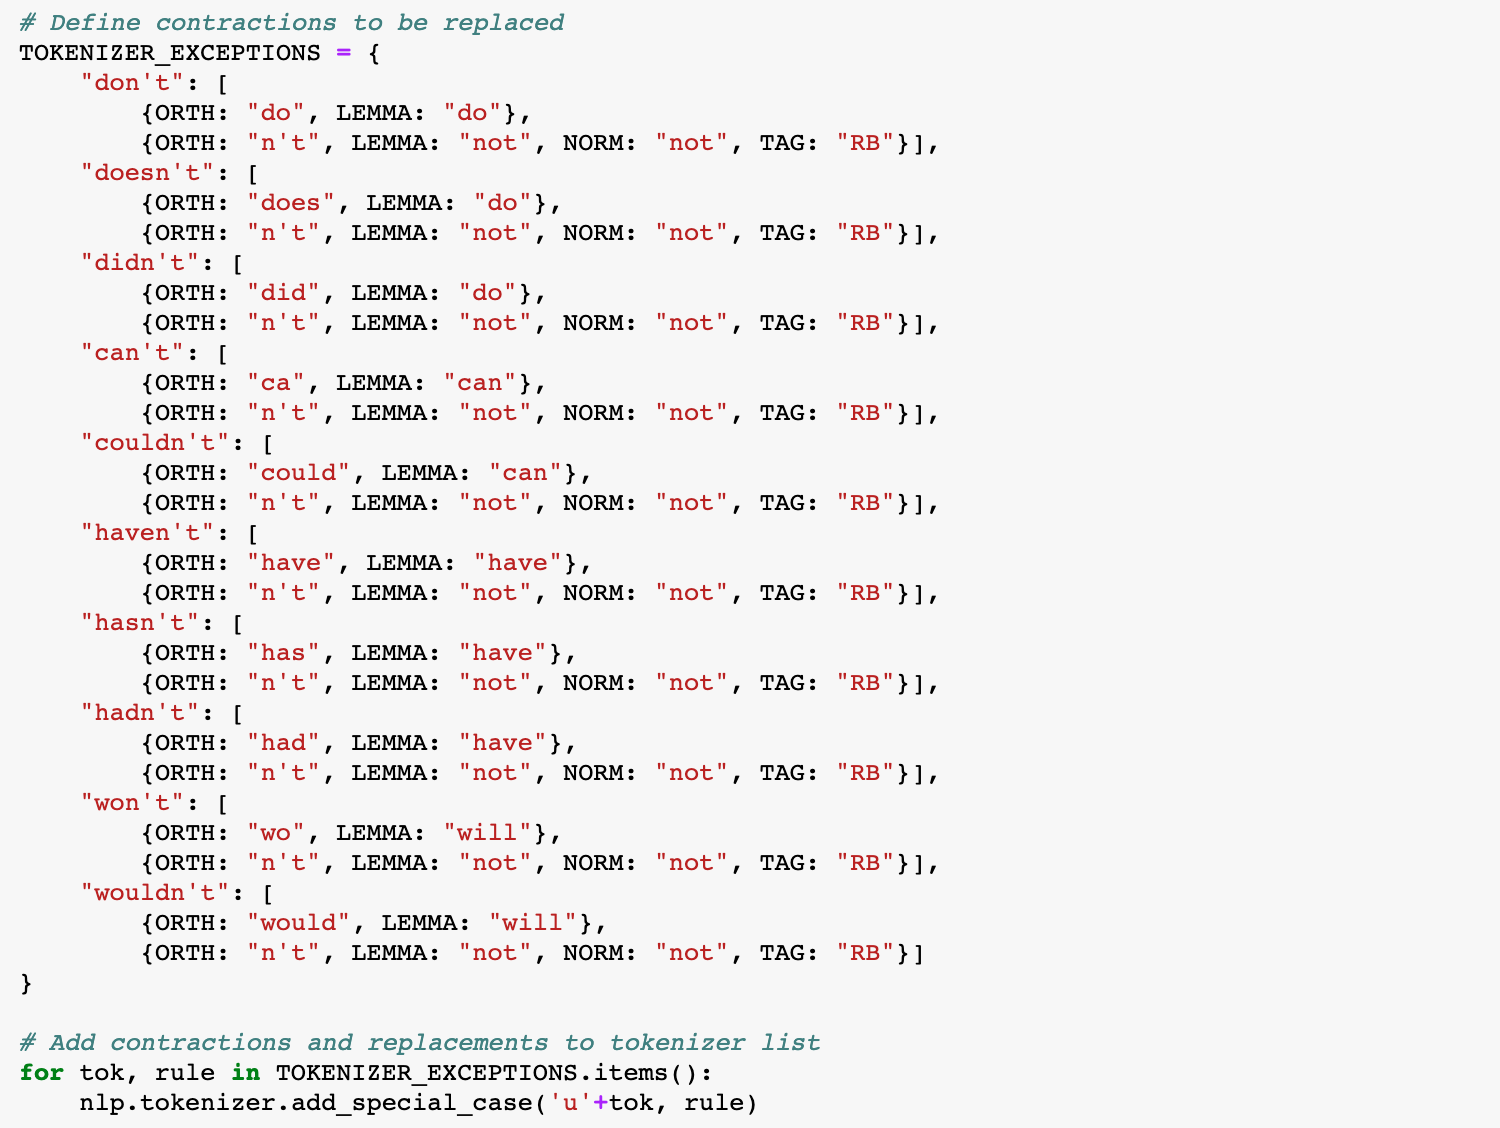 # Define contractions to be replaced
TOKENIZER_EXCEPTIONS = {
    "don't": [
        {ORTH: "do", LEMMA: "do"},
        {ORTH: "n't", LEMMA: "not", NORM: "not", TAG: "RB"}],
    "doesn't": [
        {ORTH: "does", LEMMA: "do"},
        {ORTH: "n't", LEMMA: "not", NORM: "not", TAG: "RB"}],
    "didn't": [
        {ORTH: "did", LEMMA: "do"},
        {ORTH: "n't", LEMMA: "not", NORM: "not", TAG: "RB"}],
    "can't": [
        {ORTH: "ca", LEMMA: "can"},
        {ORTH: "n't", LEMMA: "not", NORM: "not", TAG: "RB"}],
    "couldn't": [
        {ORTH: "could", LEMMA: "can"},
        {ORTH: "n't", LEMMA: "not", NORM: "not", TAG: "RB"}],
    "haven't": [
        {ORTH: "have", LEMMA: "have"},
        {ORTH: "n't", LEMMA: "not", NORM: "not", TAG: "RB"}],
    "hasn't": [
        {ORTH: "has", LEMMA: "have"},
        {ORTH: "n't", LEMMA: "not", NORM: "not", TAG: "RB"}],
    "hadn't": [
        {ORTH: "had", LEMMA: "have"},
        {ORTH: "n't", LEMMA: "not", NORM: "not", TAG: "RB"}],
    "won't": [
        {ORTH: "wo", LEMMA: "will"},
        {ORTH: "n't", LEMMA: "not", NORM: "not", TAG: "RB"}],
    "wouldn't": [
        {ORTH: "would", LEMMA: "will"},
        {ORTH: "n't", LEMMA: "not", NORM: "not", TAG: "RB"}]
}

# Add contractions and replacements to tokenizer list
for tok, rule in TOKENIZER_EXCEPTIONS.items():
    nlp.tokenizer.add_special_case('u'+tok, rule)